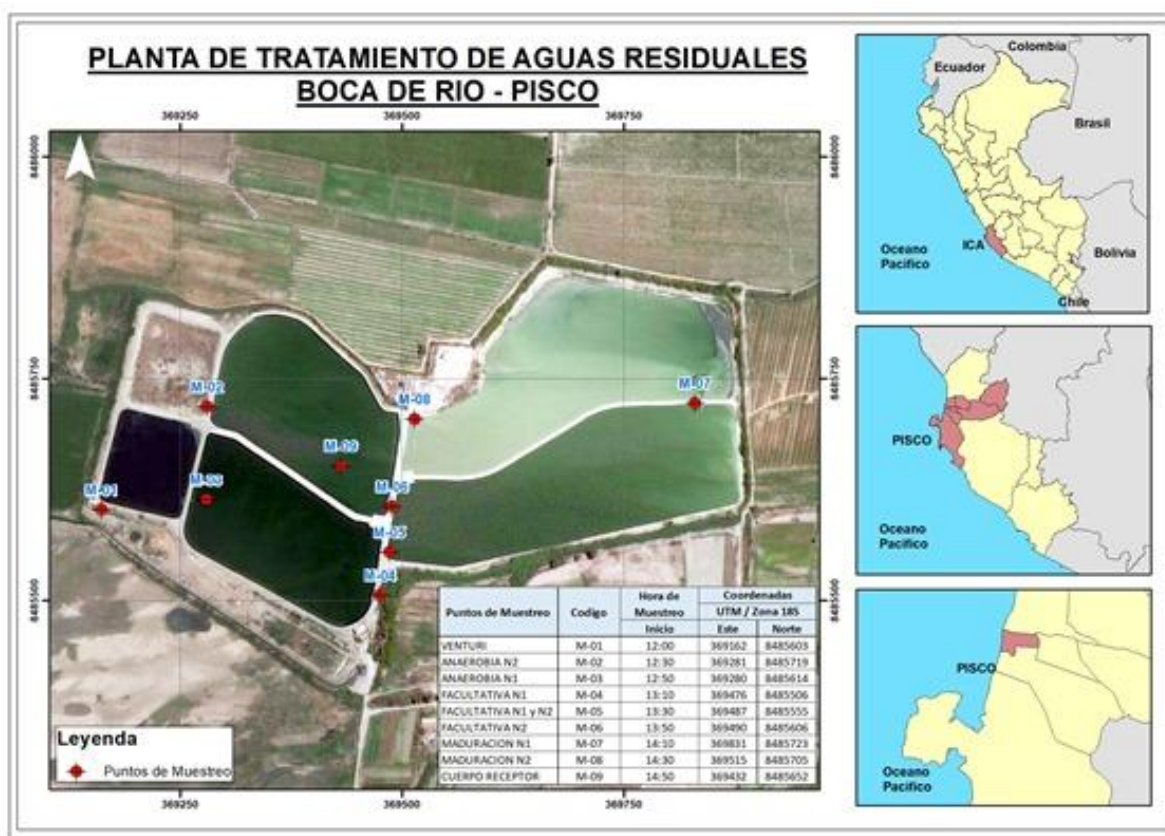 PLANTA DE TRATAMIENTO DE AGUAS RESIDUALES
BOCA DE RIO - PISCO
369250 369500 369750
8486000 8486000
8485750 8485750
8485500 8485500
M-02
M-07
M-08
M-09
M-03
M-01
M-06
M-05
M-04
Puntos de Muestreo Codigo Hora de Muestreo Coordenadas
UTM / Zona 18S
Inicio Este Norte
VENTURI M-01 12:00 369162 8485603
ANAEROBIA N2 M-02 12:30 369281 8485719
ANAEROBIA N1 M-03 12:50 369280 8485614
FACULTATIVA N1 M-04 13:10 369476 8485506
FACULTATIVA N1 y N2 M-05 13:30 369487 8485555
FACULTATIVA N2 M-06 13:50 369490 8485606
MADURACION N1 M-07 14:10 369831 8485723
MADURACION N2 M-08 14:30 369515 8485705
CUERPO RECEPTOR M-09 14:50 369432 8485652
Leyenda
Puntos de Muestreo
369250 369500 369750
Colombia
Ecuador
Brasil
Oceano
Pacifico
ICA
Bolivia
Chile
PISCO
Oceano
Pacifico
PISCO
Oceano
Pacifico